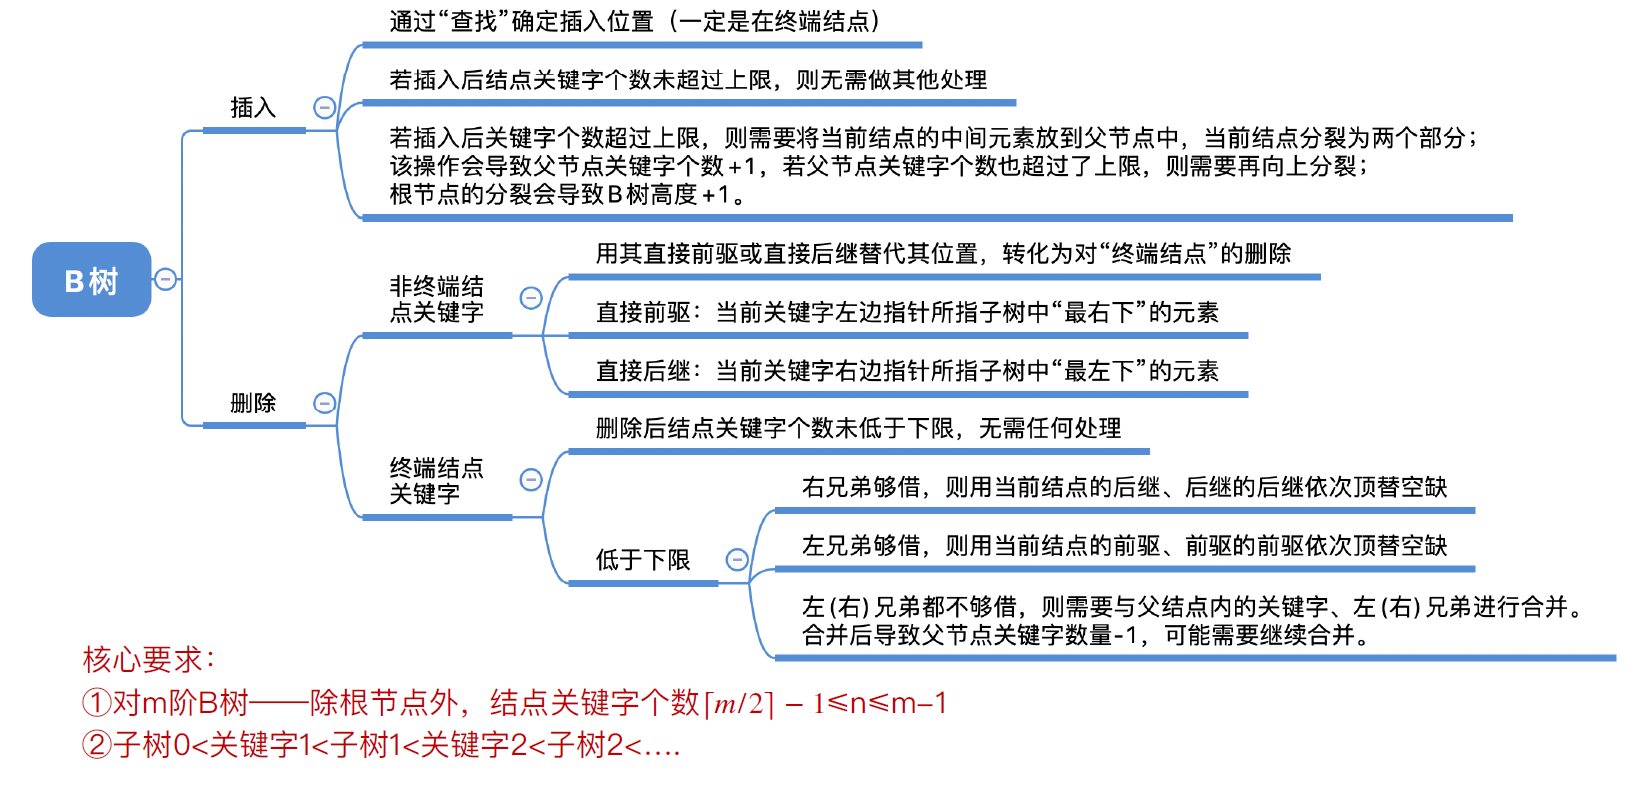 通过“查找”确定插入位置（一定是在终端结点）
若插入后结点关键字个数未超过上限，则无需做其他处理
插入
若插入后关键字个数超过上限，则需要将当前结点的中间元素放到父节点中，当前结点分裂为两个部分；
该操作会导致父节点关键字个数+1，若父节点关键字个数也超过了上限，则需要再向上分裂；
根节点的分裂会导致B树高度+1。
B树
用其直接前驱或直接后继替代其位置，转化为对“终端结点”的删除
非终端结
点关键字
直接前驱：当前关键字左边指针所指子树中“最右下”的元素
直接后继：当前关键字右边指针所指子树中“最左下”的元素
删除
删除后结点关键字个数未低于下限，无需任何处理
终端结点
关键字
右兄弟够借，则用当前结点的后继、后继的后继依次顶替空缺
左兄弟够借，则用当前结点的前驱、前驱的前驱依次顶替空缺
低于下限
左(右)兄弟都不够借，则需要与父结点内的关键字、左(右)兄弟进行合并。
合并后导致父节点关键字数量-1，可能需要继续合并。
核心要求：
①对m阶B树——除根节点外，结点关键字个数⌈m/2⌉ − 1≤n≤m-1
②子树0<关键字1<子树1<关键字2<子树2<….